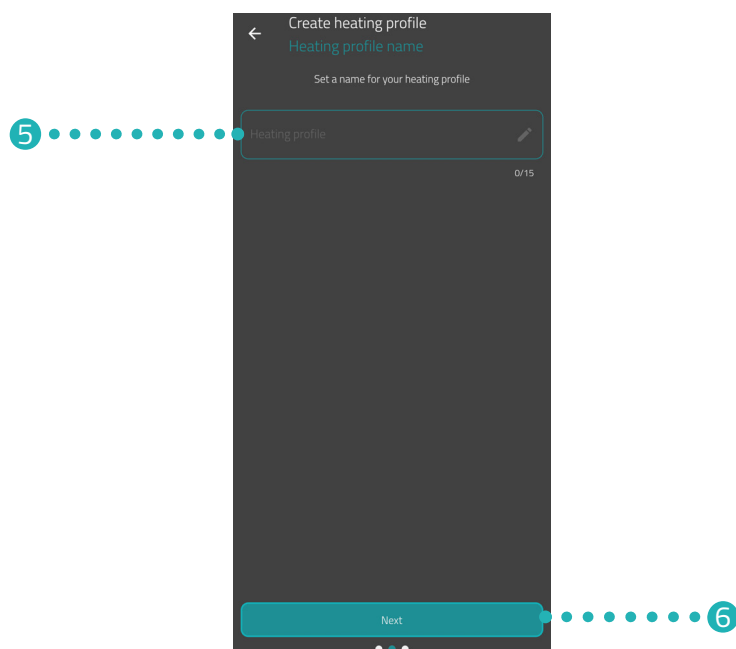 Create heating profile
Heating profile name
Set a name for your heating profile
5
Heating profile
0/15
Next
6